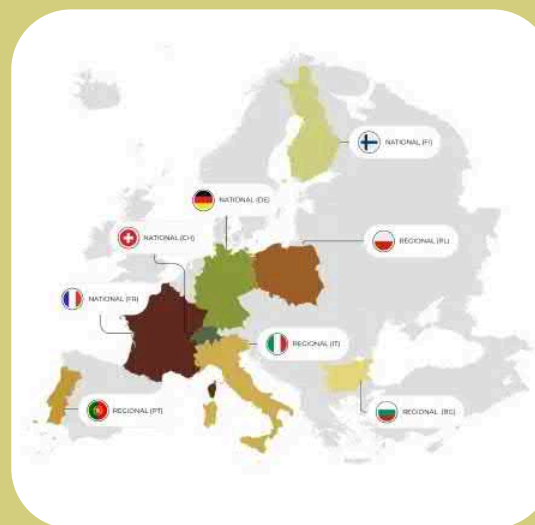 NATIONAL (FI)
NATIONAL (DE)
NATIONAL (CH)
REGIONAL (PL)
NATIONAL (FR)
REGIONAL (IT)
REGIONAL (PT)
REGIONAL (BG)